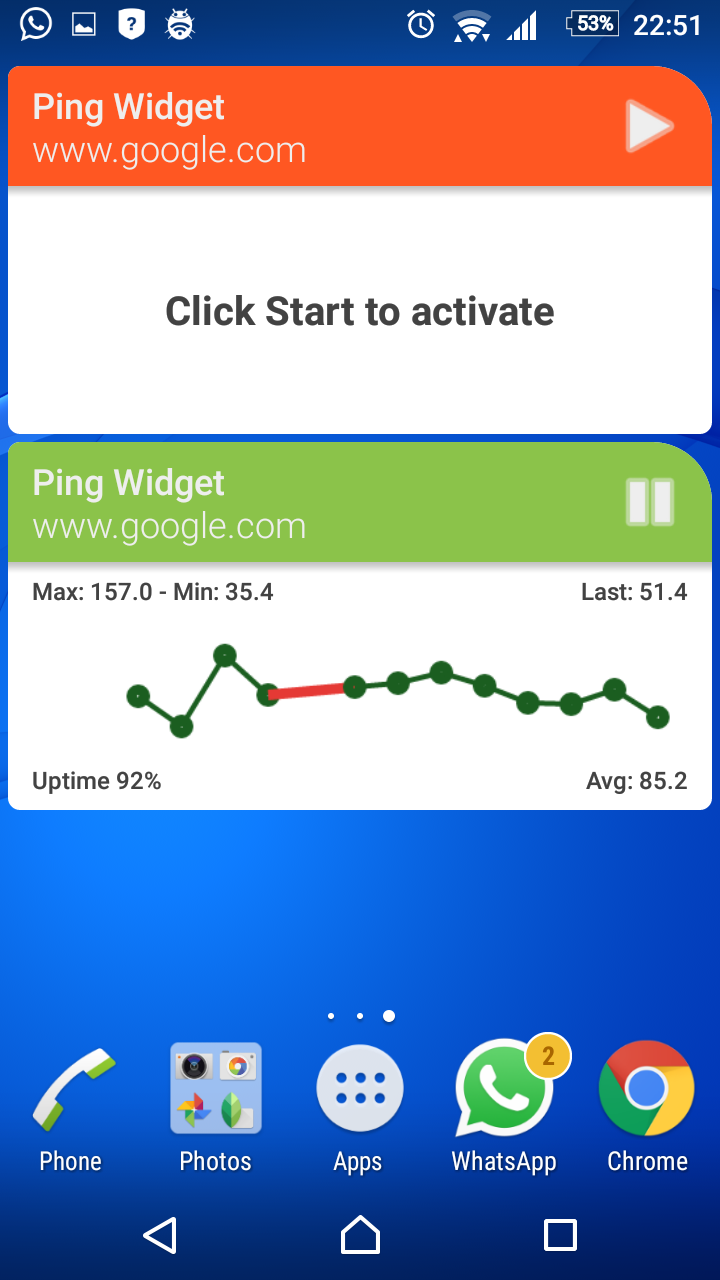 53% 22:51
Ping Widget
www.google.com
Click Start to activate
Ping Widget
www.google.com
Max: 157.0 - Min: 35.4 Last: 51.4
Uptime 92% Avg: 85.2
2
Phone Photos Apps WhatsApp Chrome